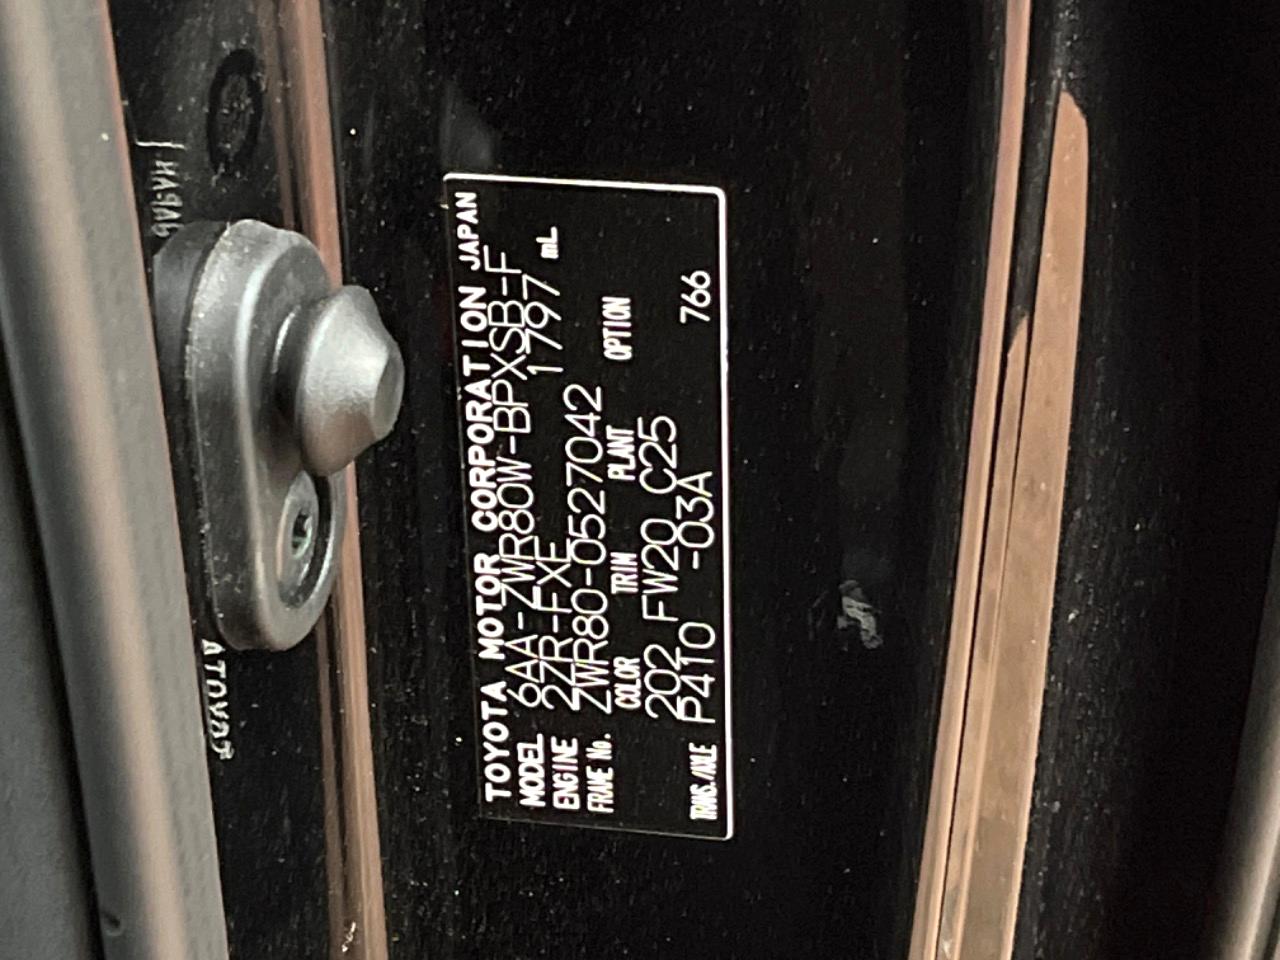 TOYOTA MOTOR CORPORATION JAPAN
MODEL 6AA-ZWR80W-BPXSB-F
ENGINE 2ZR-FXE 1797 mL
FRAME No. ZWR80-0527042
COLOR TRIM PLANT OPTION
202 FW20 C25 766
TRNS./AXLE P410 -03A